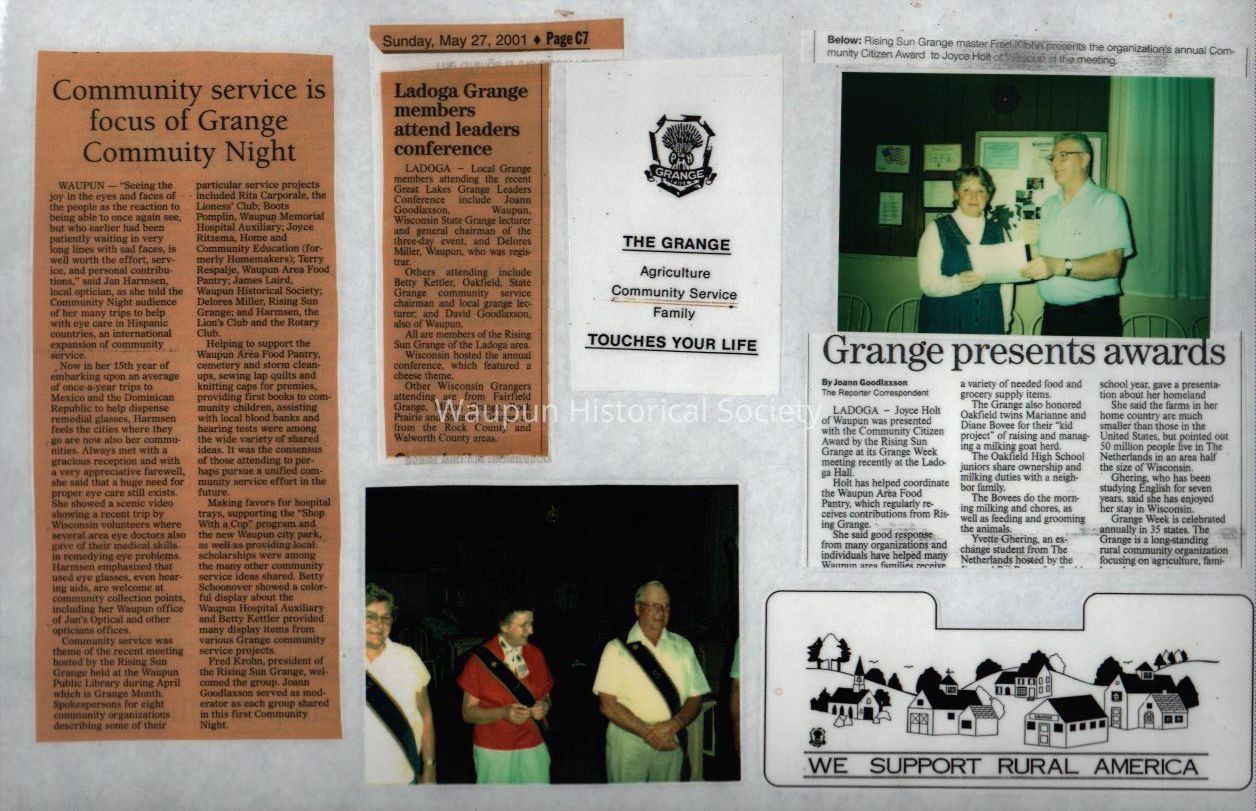 Community service is
focus of Grange
Commuity Night
WAUPUN — “Seeing the
joy in the eyes and faces of
the people as the reaction to
being able to once again see,
but who earlier had been
patiently waiting in very
long lines with sad faces, is
well worth the effort, serv-
ice, and personal contribu-
tions,” said Jan Harmsen,
local optician, as she told the
Community Night audience
of her many trips to help
with eye care in Hispanic
countries, an international
expansion of community
service.
Now in her 15th year of
embarking upon an average
of once-a-year trips to
Mexico and the Dominican
Republic to help dispense
remedial glasses, Harmsen
feels the cities where they
go are now also her commu-
nities. Always met with a
gracious reception and with
a very appreciative farewell,
she said that a huge need for
proper eye care still exists.
She showed a scenic video
showing a recent trip by
Wisconsin volunteers where
several area eye doctors also
gave of their medical skills
in remedying eye problems.
Harmsen emphasized that
used eye glasses, even hear-
ing aids, are welcome at
community collection points,
including her Waupun office
of Jan's Optical and other
opticians offices.
Community service was
theme of the recent meeting
hosted by the Rising Sun
Grange held at the Waupun
Public Library during April
which is Grange Month.
Spokespersons for eight
community organizations
describing some of their
particular service projects
included Rita Carporale, the
Lioness' Club; Boots
Pomplin, Waupun Memorial
Hospital Auxiliary; Joyce
Ritzema, Home and
Community Education (for-
merly Homemakers); Terry
Respalje, Waupun Area Food
Pantry; James Laird,
Waupun Historical Society;
Delores Miller, Rising Sun
Grange; and Harmsen, the
Lion's Club and the Rotary
Club.
Helping to support the
Waupun Area Food Pantry,
cemetery and storm clean-
ups, sewing lap quilts and
knitting caps for premies,
providing first books to com-
munity children, assisting
with local blood banks and
hearing tests were among
the wide variety of shared
ideas. It was the consensus
of those attending to per-
haps pursue a unified com-
munity service effort in the
future.
Making favors for hospital
trays, supporting the “Shop
With a Cop” program and
the new Waupun city park,
as well as providing local
scholarships were among
the many other community
service ideas shared. Betty
Schoonover showed a color-
ful display about the
Waupun Hospital Auxiliary
and Betty Kettler provided
many display items from
various Grange community
service projects.
Fred Krohn, president of
the Rising Sun Grange, wel-
comed the group. Joann
Goodlaxson served as mod-
erator as each group shared
in this first Community
Night.
Sunday, May 27, 2001 ♦ Page C7
Ladoga Grange
members
attend leaders
conference
LADOGA – Local Grange
members attending the recent
Great Lakes Grange Leaders
Conference include Joann
Goodlaxson, Waupun,
Wisconsin State Grange lecturer
and general chairman of the
three-day event, and Delores
Miller, Waupun, who was regis-
trar.
Others attending include
Betty Kettler, Oakfield, State
Grange community service
chairman and local grange lec-
turer; and David Goodlaxson,
also of Waupun.
All are members of the Rising
Sun Grange of the Ladoga area.
Wisconsin hosted the annual
conference, which featured a
cheese theme.
Other Wisconsin Grangers
attending from Fairfield
Grange,
Prairie and
from the Rock County and
Walworth County areas.
GRANGE
THE GRANGE
Agriculture
Community Service
Family
TOUCHES YOUR LIFE
Below: Rising Sun Grange master Fred Krohn presents the organization's annual Com-
munity Citizen Award to Joyce Holt of Waupun at the meeting.
Grange presents awards
By Joann Goodlaxson
The Reporter Correspondent
LADOGA – Joyce Holt
of Waupun was presented
with the Community Citizen
Award by the Rising Sun
Grange at its Grange Week
meeting recently at the Lado-
ga Hall.
Holt has helped coordinate
the Waupun Area Food
Pantry, which regularly re-
ceives contributions from Ris-
ing Grange.
She said good response
from many organizations and
individuals have helped many
Waupun area families receive
a variety of needed food and
grocery supply items.
The Grange also honored
Oakfield twins Marianne and
Diane Bovee for their “kid
project” of raising and manag-
ing a milking goat herd.
The Oakfield High School
juniors share ownership and
milking duties with a neigh-
bor family.
The Bovees do the morn-
ing milking and chores, as
well as feeding and grooming
the animals.
Yvette Ghering, an ex-
change student from The
Netherlands hosted by the
school year, gave a presenta-
tion about her homeland
She said the farms in her
home country are much
smaller than those in the
United States, but pointed out
50 million people live in The
Netherlands in an area half
the size of Wisconsin.
Ghering, who has been
studying English for seven
years, said she has enjoyed
her stay in Wisconsin.
Grange Week is celebrated
annually in 35 states. The
Grange is a long-standing
rural community organization
focusing on agriculture, fami-
Waupun Historical Society
GRANGE
WE SUPPORT RURAL AMERICA